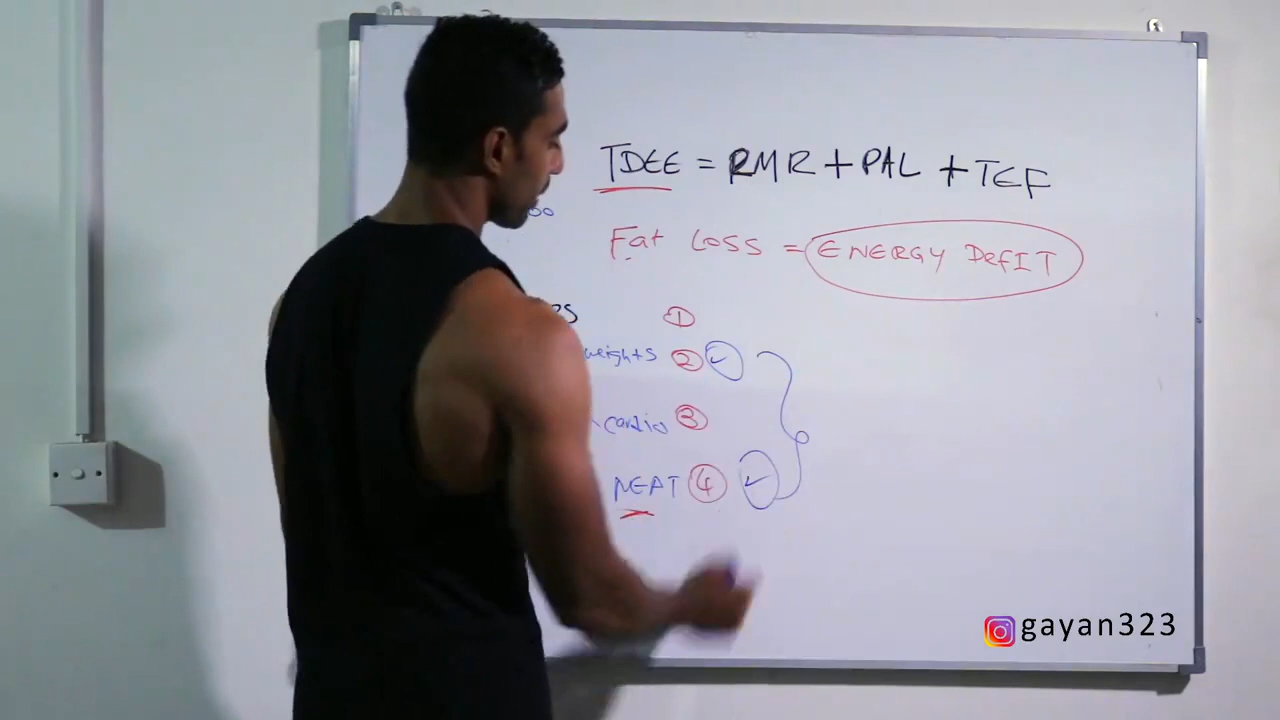 TDEE = RMR + PAL + TEF
Fat Loss = ENERGY DefIT
①
weights ② ✓
cardio ③
NEAT ④ ✓
gayan323